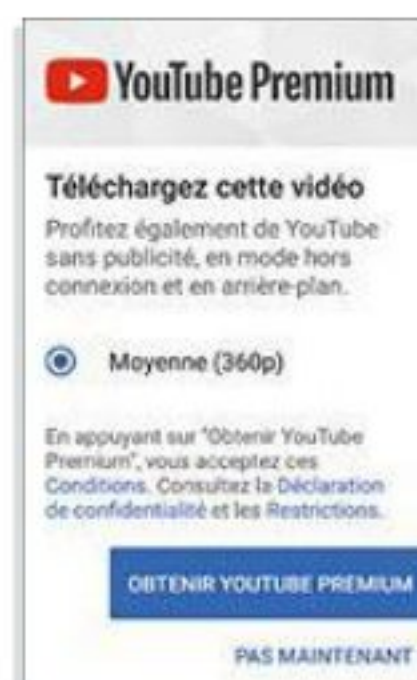 YouTube Premium
Téléchargez cette vidéo
Profitez également de YouTube
sans publicité, en mode hors
connexion et en arrière-plan.
Moyenne (360p)
En appuyant sur "Obtenir YouTube
Premium", vous acceptez ces
Conditions. Consultez la Déclaration
de confidentialité et les Restrictions.
OBTENIR YOUTUBE PREMIUM
PAS MAINTENANT